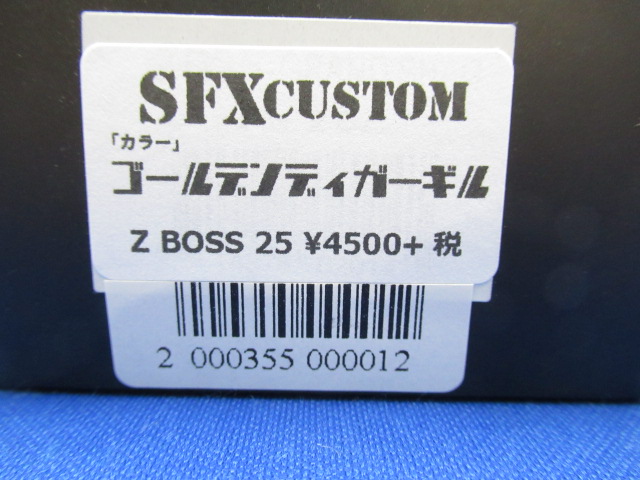 SFXCUSTOM
「カラー」
ゴールデンディガーギル
Z BOSS 25 ¥4500+ 税
2 000355 000012